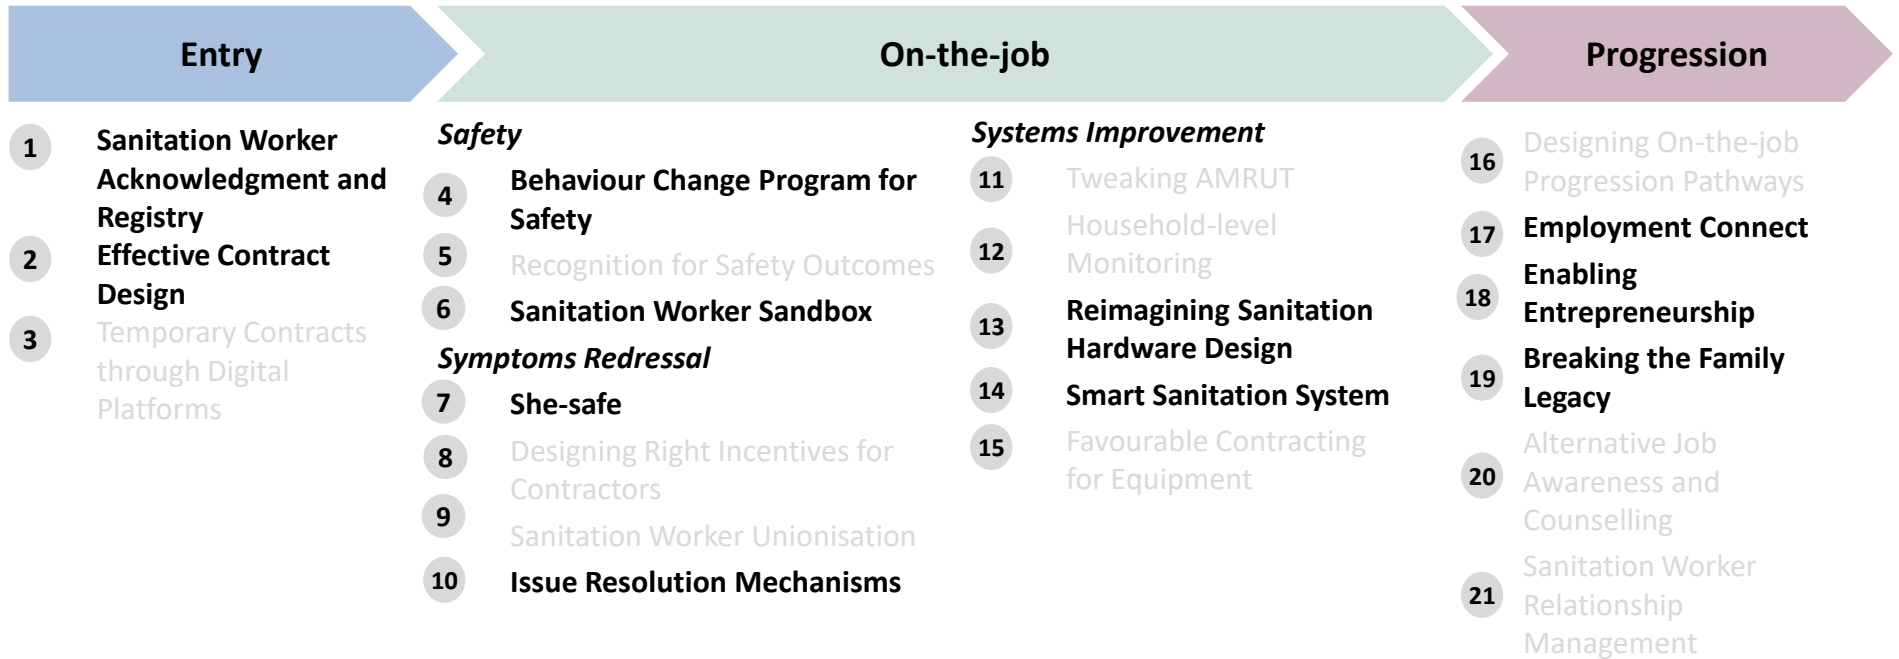 Entry
On-the-job
Progression
1
Sanitation Worker
Acknowledgment and
Registry
2
Effective Contract
Design
3
Temporary Contracts
through Digital
Platforms
Safety
4
Behaviour Change Program for
Safety
5
Recognition for Safety Outcomes
6
Sanitation Worker Sandbox
Symptoms Redressal
7
She-safe
8
Designing Right Incentives for
Contractors
9
Sanitation Worker Unionisation
10
Issue Resolution Mechanisms
Systems Improvement
11
Tweaking AMRUT
12
Household-level
Monitoring
13
Reimagining Sanitation
Hardware Design
14
Smart Sanitation System
15
Favourable Contracting
for Equipment
16
Designing On-the-job
Progression Pathways
17
Employment Connect
18
Enabling
Entrepreneurship
19
Breaking the Family
Legacy
20
Alternative Job
Awareness and
Counselling
21
Sanitation Worker
Relationship
Management